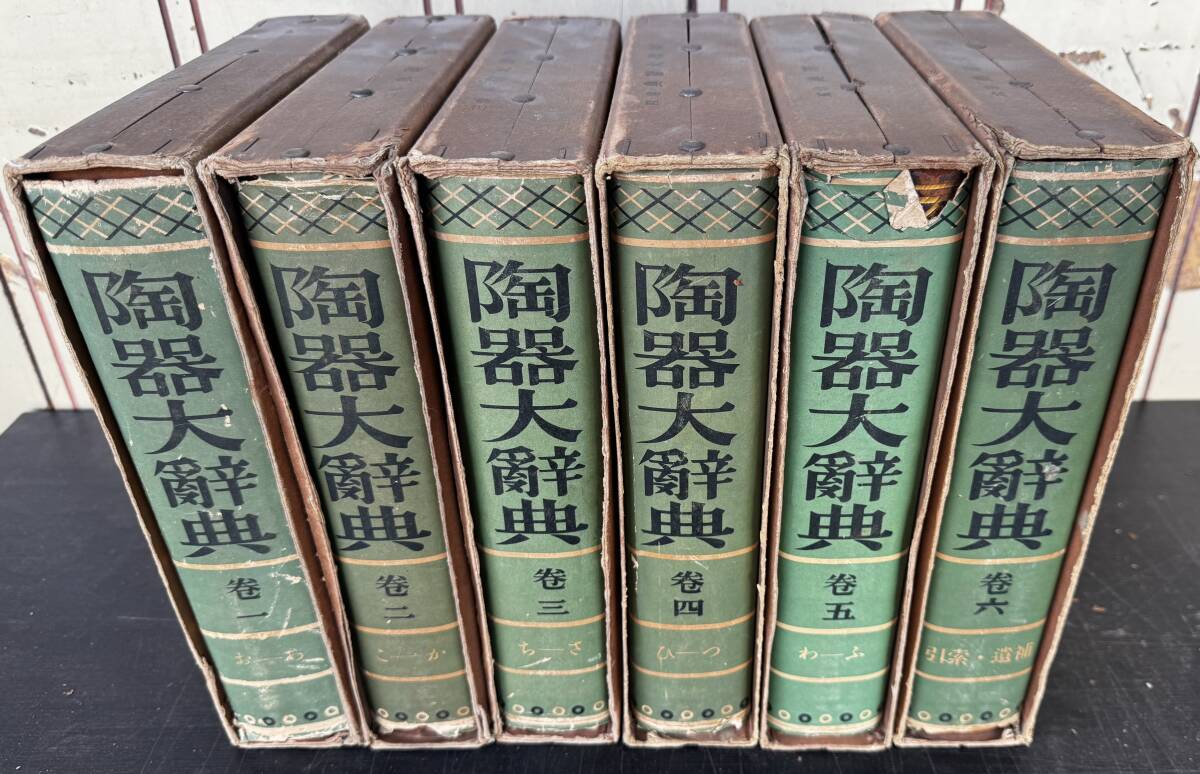 陶器大辭典
卷一
あ—お
陶器大辭典
卷二
か—こ
陶器大辭典
卷三
さ—ち
陶器大辭典
卷四
つ—ひ
陶器大辭典
卷五
ふ—わ
陶器大辭典
卷六
補遺・索引